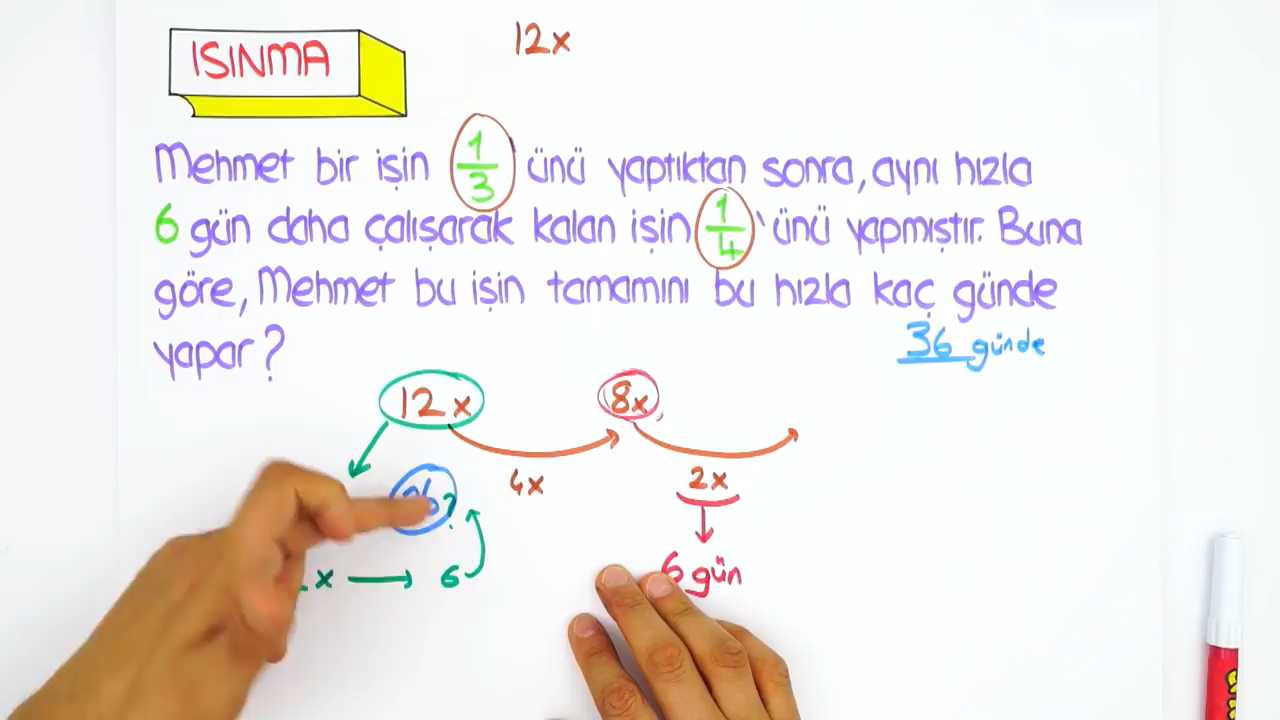 ISINMA
12x
Mehmet bir işin 1/3 ünü yaptıktan sonra, aynı hızla
6 gün daha çalışarak kalan işin 1/4 'ünü yapmıştır. Buna
göre, Mehmet bu işin tamamını bu hızla kaç günde
yapar?
36 günde
12x 8x
4x 2x
?
x → 6
6 gün